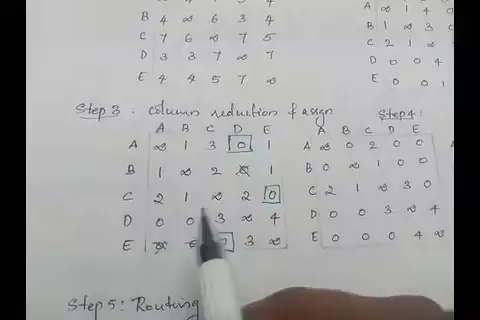 B 4 ∞ 6 3 4
C 7 6 ∞ 7 5
D 3 3 7 ∞ 7
E 4 4 5 7 ∞
A ∞ 1 4 0
B 1 ∞ 3
C 2 1 ∞
D 0 0 4
E 0 0 1
Step 3 : column reduction & assign
A B C D E
A ∞ 1 3 0 1
B 1 ∞ 2 0 1
C 2 1 ∞ 2 0
D 0 0 3 ∞ 4
E 0 3 ∞
Step 4:
A B C D E
A ∞ 0 2 0 0
B 0 ∞ 1 0 0
C 2 1 ∞ 3 0
D 0 0 3 ∞ 4
E 0 0 0 4 ∞
Step 5: Routing